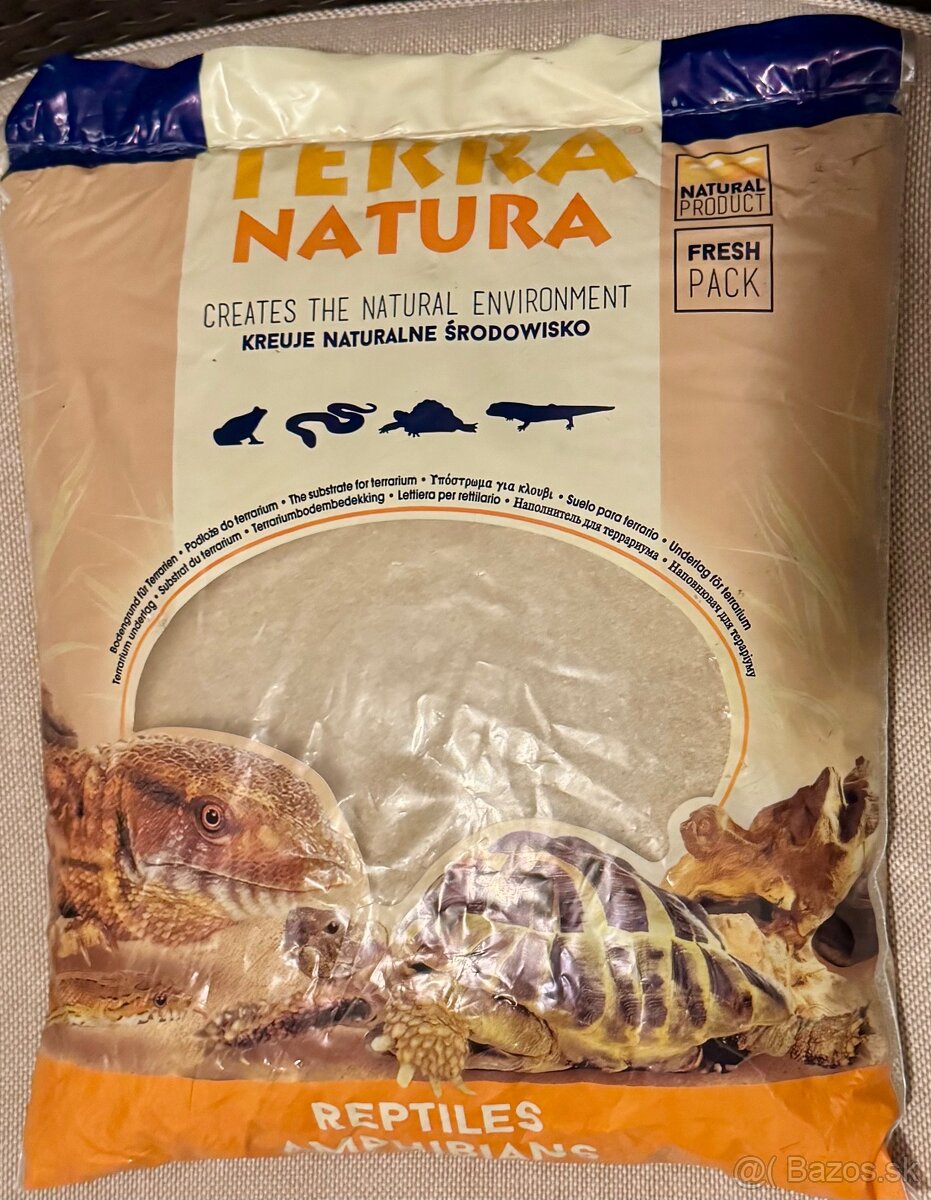 TERRA®
NATURA
NATURAL
PRODUCT
FRESH
PACK
CREATES THE NATURAL ENVIRONMENT
KREUJE NATURALNE ŚRODOWISKO
Bodengrund für Terrarien • Podłoże do terrarium • The substrate for terrarium • Υπόστρωμα για κλουβι • Suelo para terrario • Underlag för terrarium
Terrarium underlag • Substrat du terrarium • Terrariumbodembedekking • Lettiera per rettilario • Наполнитель для террариума • Наповнювач для тераріуму
REPTILES
AMPHIBIANS
@( Bazos.sk